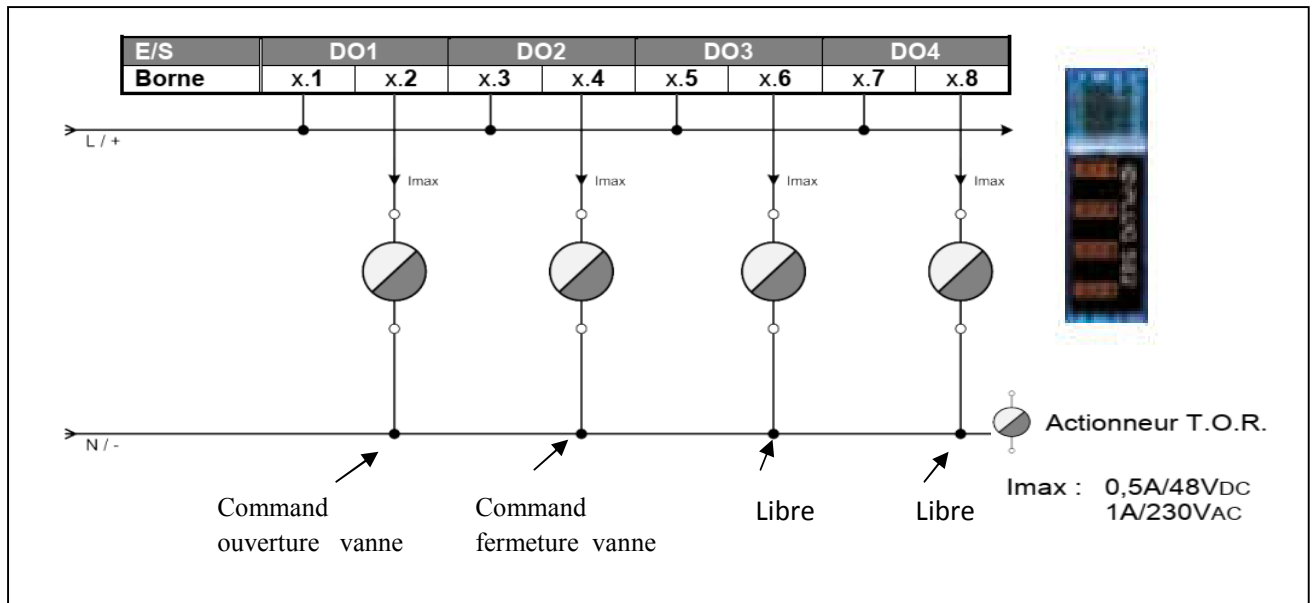 E/S DO1 DO2 DO3 DO4
Borne x.1 x.2 x.3 x.4 x.5 x.6 x.7 x.8
L / +
Imax Imax Imax Imax
N / -
Actionneur T.O.R.
Imax : 0,5A/48VDC
1A/230VAC
Command
ouverture vanne
Command
fermeture vanne
Libre
Libre